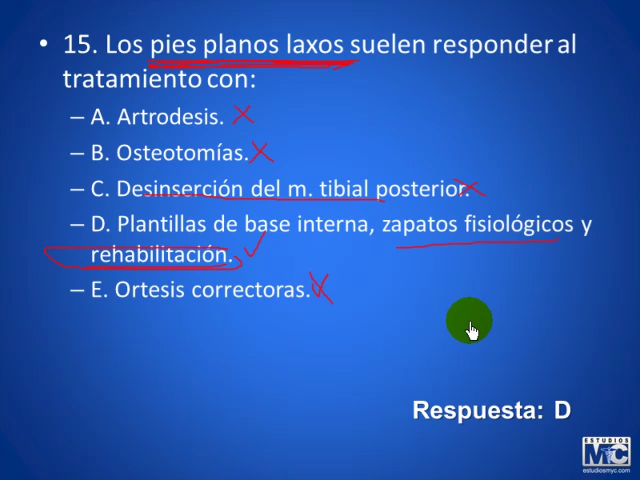 • 15. Los pies planos laxos suelen responder al
tratamiento con:
– A. Artrodesis.
– B. Osteotomías.
– C. Desinserción del m. tibial posterior.
– D. Plantillas de base interna, zapatos fisiológicos y
rehabilitación.
– E. Ortesis correctoras.
Respuesta: D
ESTUDIOS
MyC
estudiosmyc.com